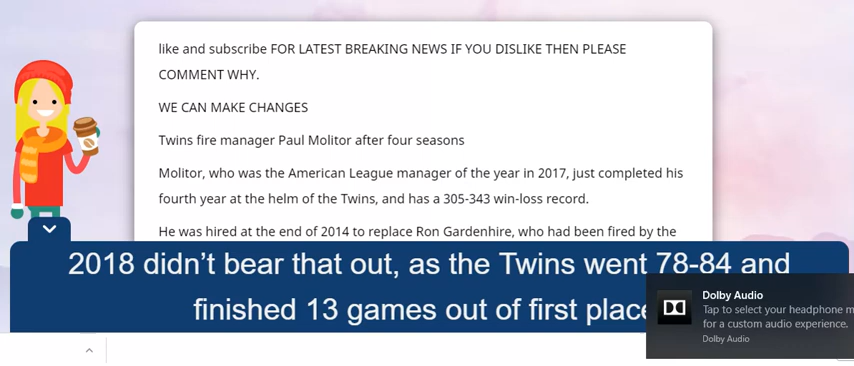 like and subscribe FOR LATEST BREAKING NEWS IF YOU DISLIKE THEN PLEASE
COMMENT WHY.
WE CAN MAKE CHANGES
Twins fire manager Paul Molitor after four seasons
Molitor, who was the American League manager of the year in 2017, just completed his
fourth year at the helm of the Twins, and has a 305-343 win-loss record.
He was hired at the end of 2014 to replace Ron Gardenhire, who had been fired by the
2018 didn't bear that out, as the Twins went 78-84 and
finished 13 games out of first place
Dolby Audio
Tap to select your headphone
for a custom audio experience.
Dolby Audio